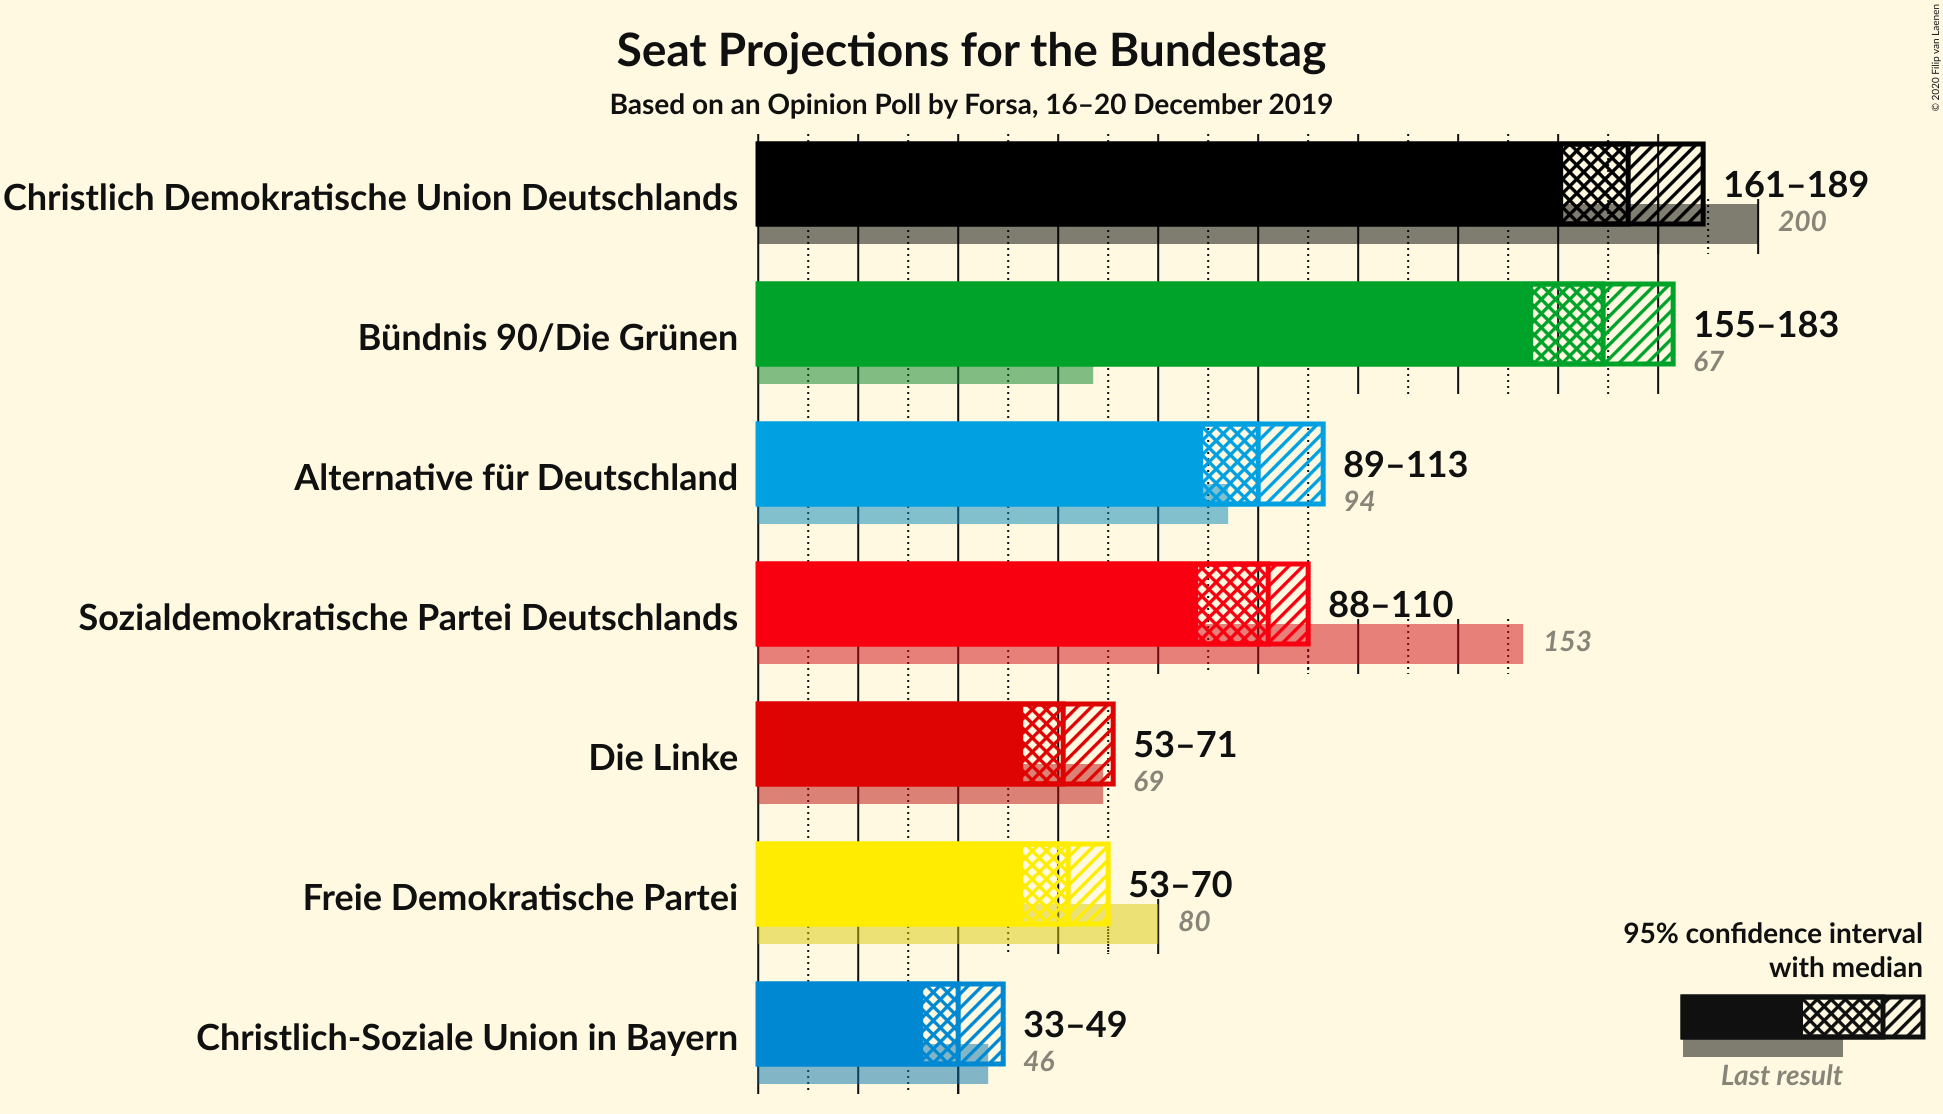 Seat Projections for the Bundestag
Based on an Opinion Poll by Forsa, 16–20 December 2019
© 2020 Filip van Laenen
Christlich Demokratische Union Deutschlands
161–189
200
Bündnis 90/Die Grünen
155–183
67
Alternative für Deutschland
89–113
94
Sozialdemokratische Partei Deutschlands
88–110
153
Die Linke
53–71
69
Freie Demokratische Partei
53–70
80
Christlich-Soziale Union in Bayern
33–49
46
95% confidence interval
with median
Last result